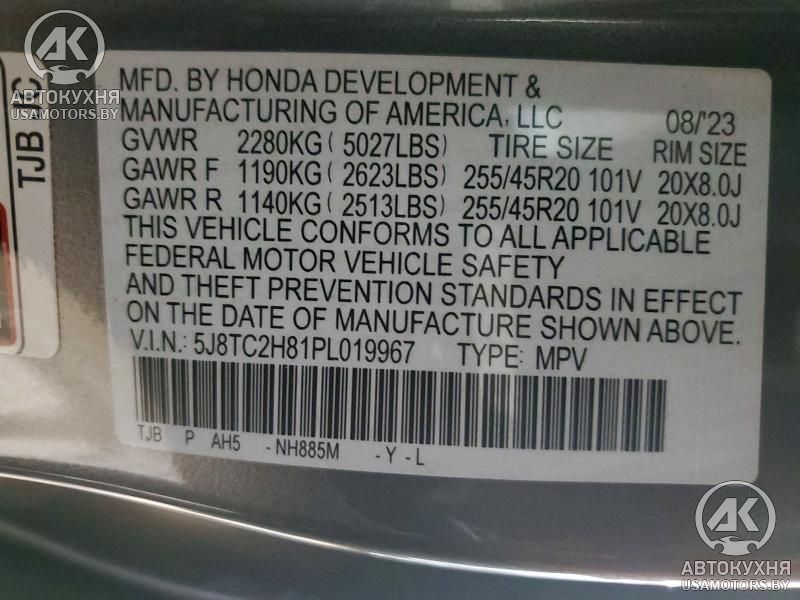 AK
АВТОКУХНЯ
USAMOTORS.BY
TJB
MFD. BY HONDA DEVELOPMENT &
MANUFACTURING OF AMERICA, LLC 08/'23
GVWR 2280KG ( 5027LBS) TIRE SIZE RIM SIZE
GAWR F 1190KG ( 2623LBS) 255/45R20 101V 20X8.0J
GAWR R 1140KG ( 2513LBS) 255/45R20 101V 20X8.0J
THIS VEHICLE CONFORMS TO ALL APPLICABLE
FEDERAL MOTOR VEHICLE SAFETY
AND THEFT PREVENTION STANDARDS IN EFFECT
ON THE DATE OF MANUFACTURE SHOWN ABOVE.
V.I.N.: 5J8TC2H81PL019967 TYPE: MPV
TJB P AH5 -NH885M -Y -L
AK
АВТОКУХНЯ
USAMOTORS.BY